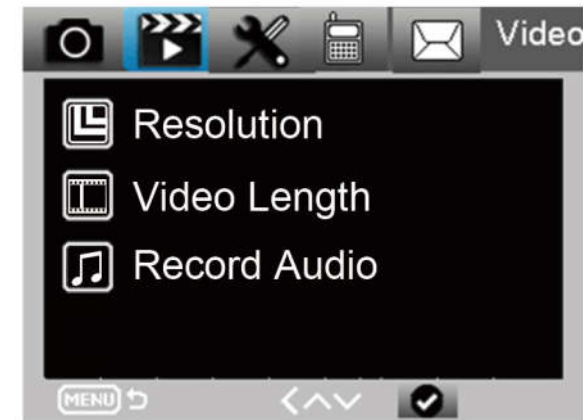 Video
Resolution
Video Length
Record Audio
MENU